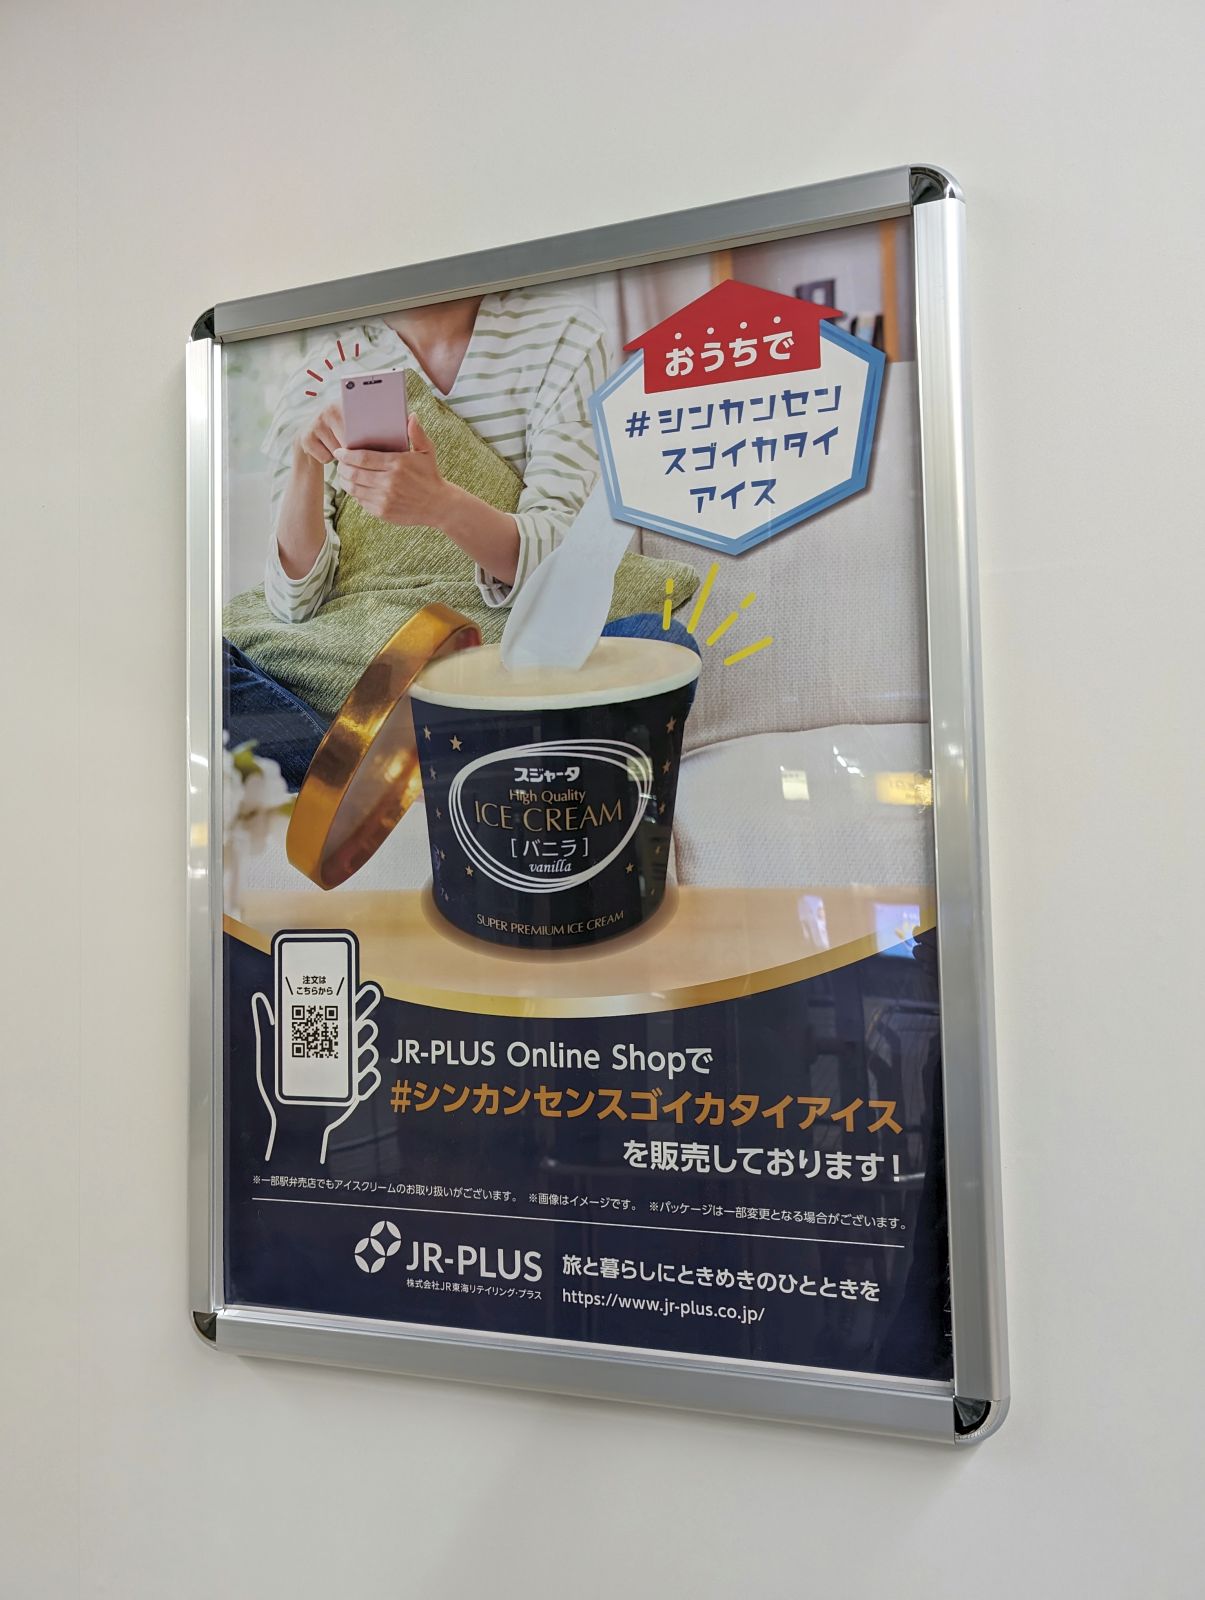 おうちで
#シンカンセン
スゴイカタイ
アイス
スジャータ
High Quality
ICE CREAM
[バニラ]
vanilla
SUPER PREMIUM ICE CREAM
注文は
こちらから
JR-PLUS Online Shopで
#シンカンセンスゴイカタイアイス
を販売しております!
※一部駅弁売店でもアイスクリームのお取り扱いがございます。 ※画像はイメージです。 ※パッケージは一部変更となる場合がございます。
JR-PLUS
株式会社JR東海リテイリング・プラス
旅と暮らしにときめきのひとときを
https://www.jr-plus.co.jp/